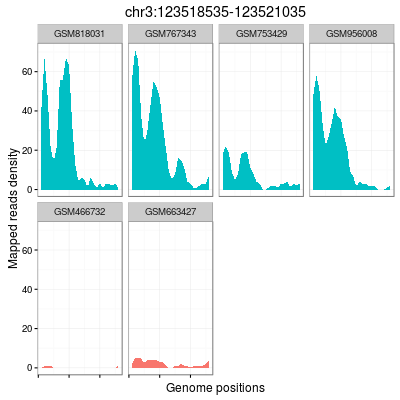 chr3:123518535-123521035
GSM818031 GSM767343 GSM753429 GSM956008
60
40
20
0
Mapped reads density
GSM466732 GSM663427
60
40
20
0
Genome positions